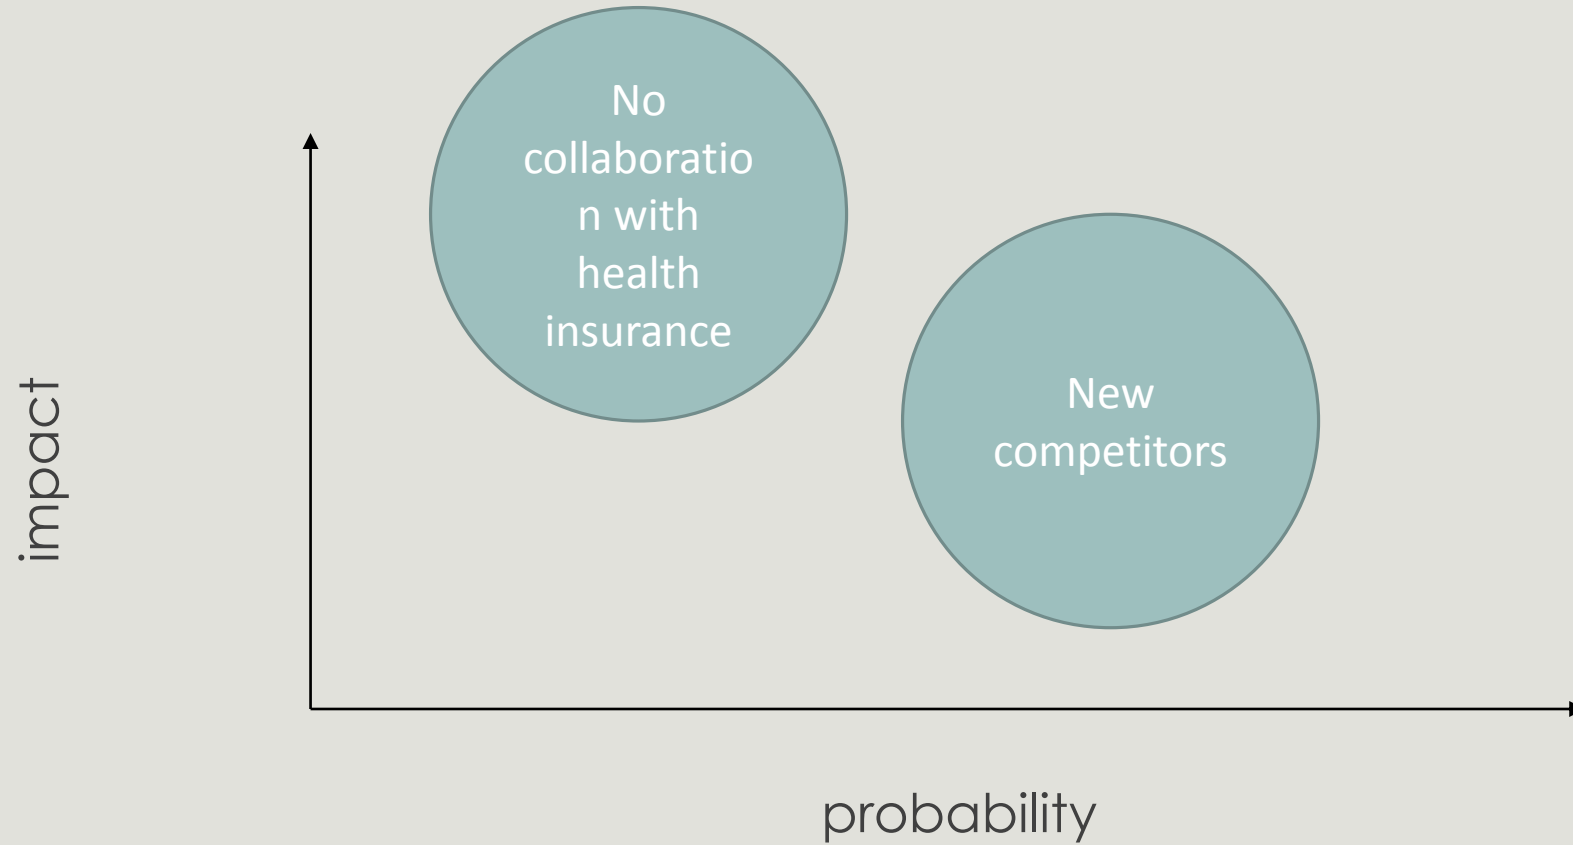 No
collaboratio
n with
health
insurance
New
competitors
impact
probability